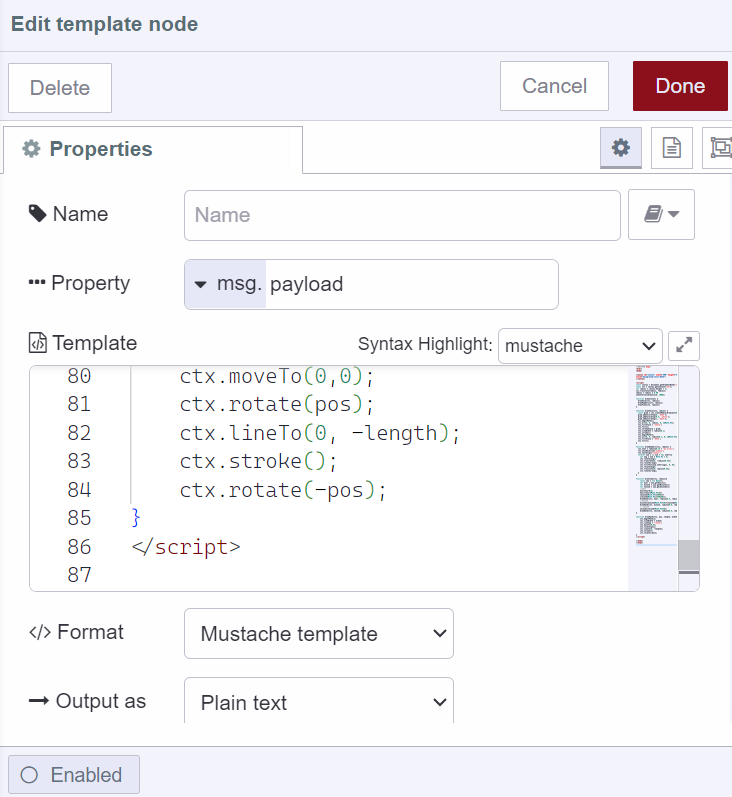 Edit template node
Delete
Cancel
Done
Properties
Name
Name
Property
msg. payload
Template
Syntax Highlight: mustache
80 ctx.moveTo(0,0);
81 ctx.rotate(pos);
82 ctx.lineTo(0, -length);
83 ctx.stroke();
84 ctx.rotate(-pos);
85 }
86 </script>
87
</> Format
Mustache template
Output as
Plain text
Enabled